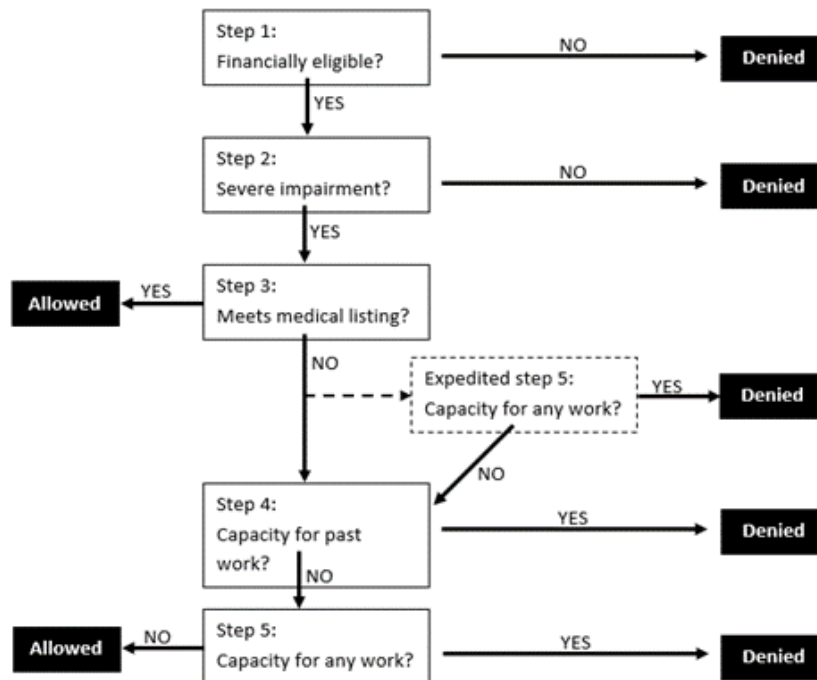 Step 1:
Financially eligible?
NO
Denied
YES
Step 2:
Severe impairment?
NO
Denied
YES
Step 3:
Meets medical listing?
YES
Allowed
NO
Expedited step 5:
Capacity for any work?
YES
Denied
NO
Step 4:
Capacity for past
work?
YES
Denied
NO
Step 5:
Capacity for any work?
NO
Allowed
YES
Denied